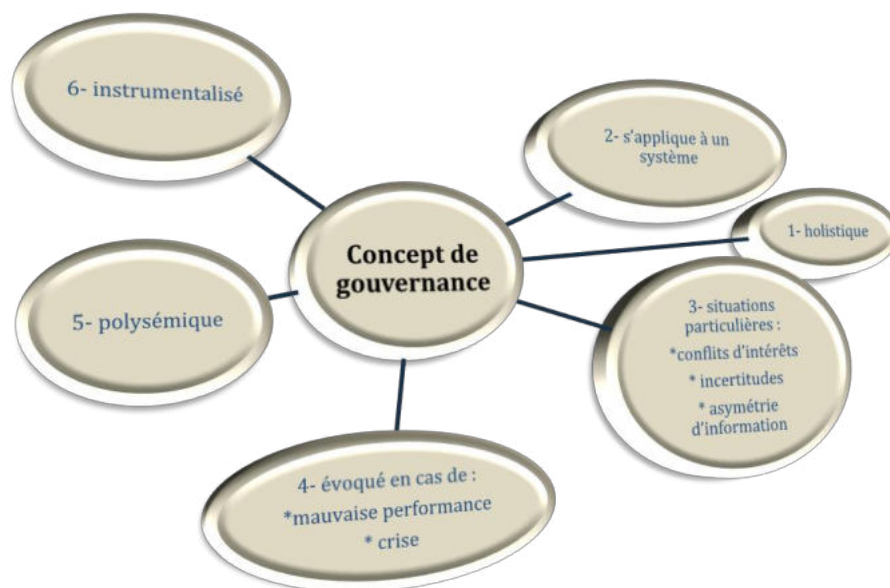 6- instrumentalisé
2- s'applique à un
système
1- holistique
Concept de
gouvernance
3- situations
particulières :
*conflits d'intérêts
* incertitudes
* asymétrie
d'information
5- polysémique
4- évoqué en cas de :
*mauvaise performance
* crise